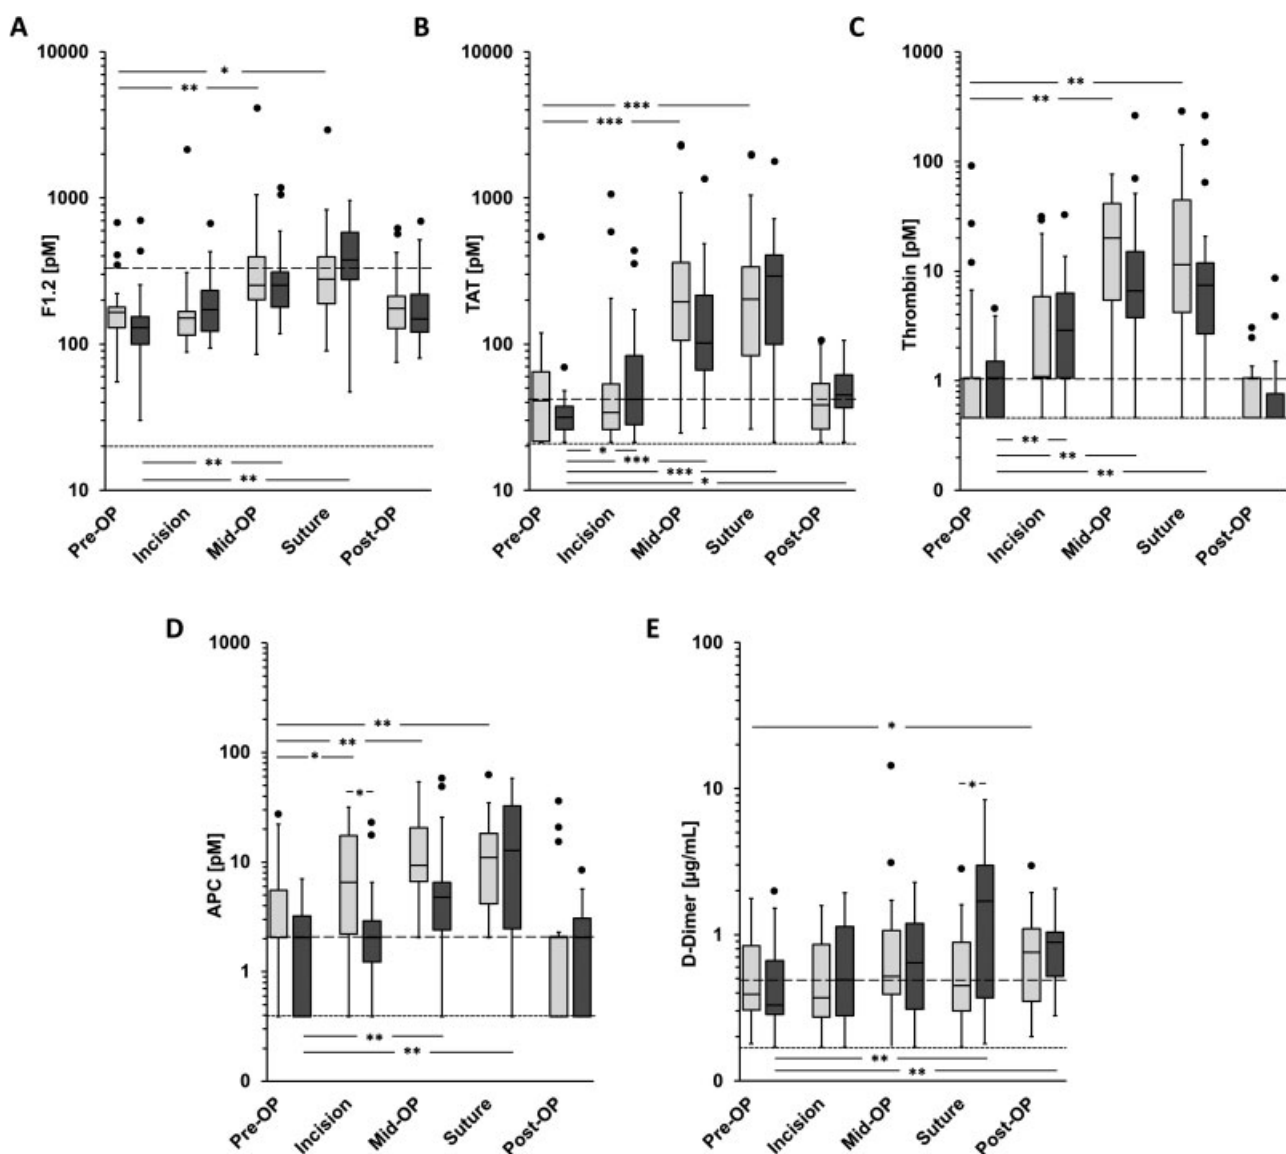 A
B
C
10000
1000
100
10
F1.2 [pM]
*
**
**
**
Pre-OP
Incision
Mid-OP
Suture
Post-OP
10000
1000
100
10
TAT [pM]
***
***
*
***
***
*
Pre-OP
Incision
Mid-OP
Suture
Post-OP
1000
100
10
1
0
Thrombin [pM]
**
**
**
**
**
Pre-OP
Incision
Mid-OP
Suture
Post-OP
D
E
1000
100
10
1
0
APC [pM]
**
**
*
*
**
**
Pre-OP
Incision
Mid-OP
Suture
Post-OP
100
10
1
0
D-Dimer [µg/mL]
*
*
**
**
Pre-OP
Incision
Mid-OP
Suture
Post-OP